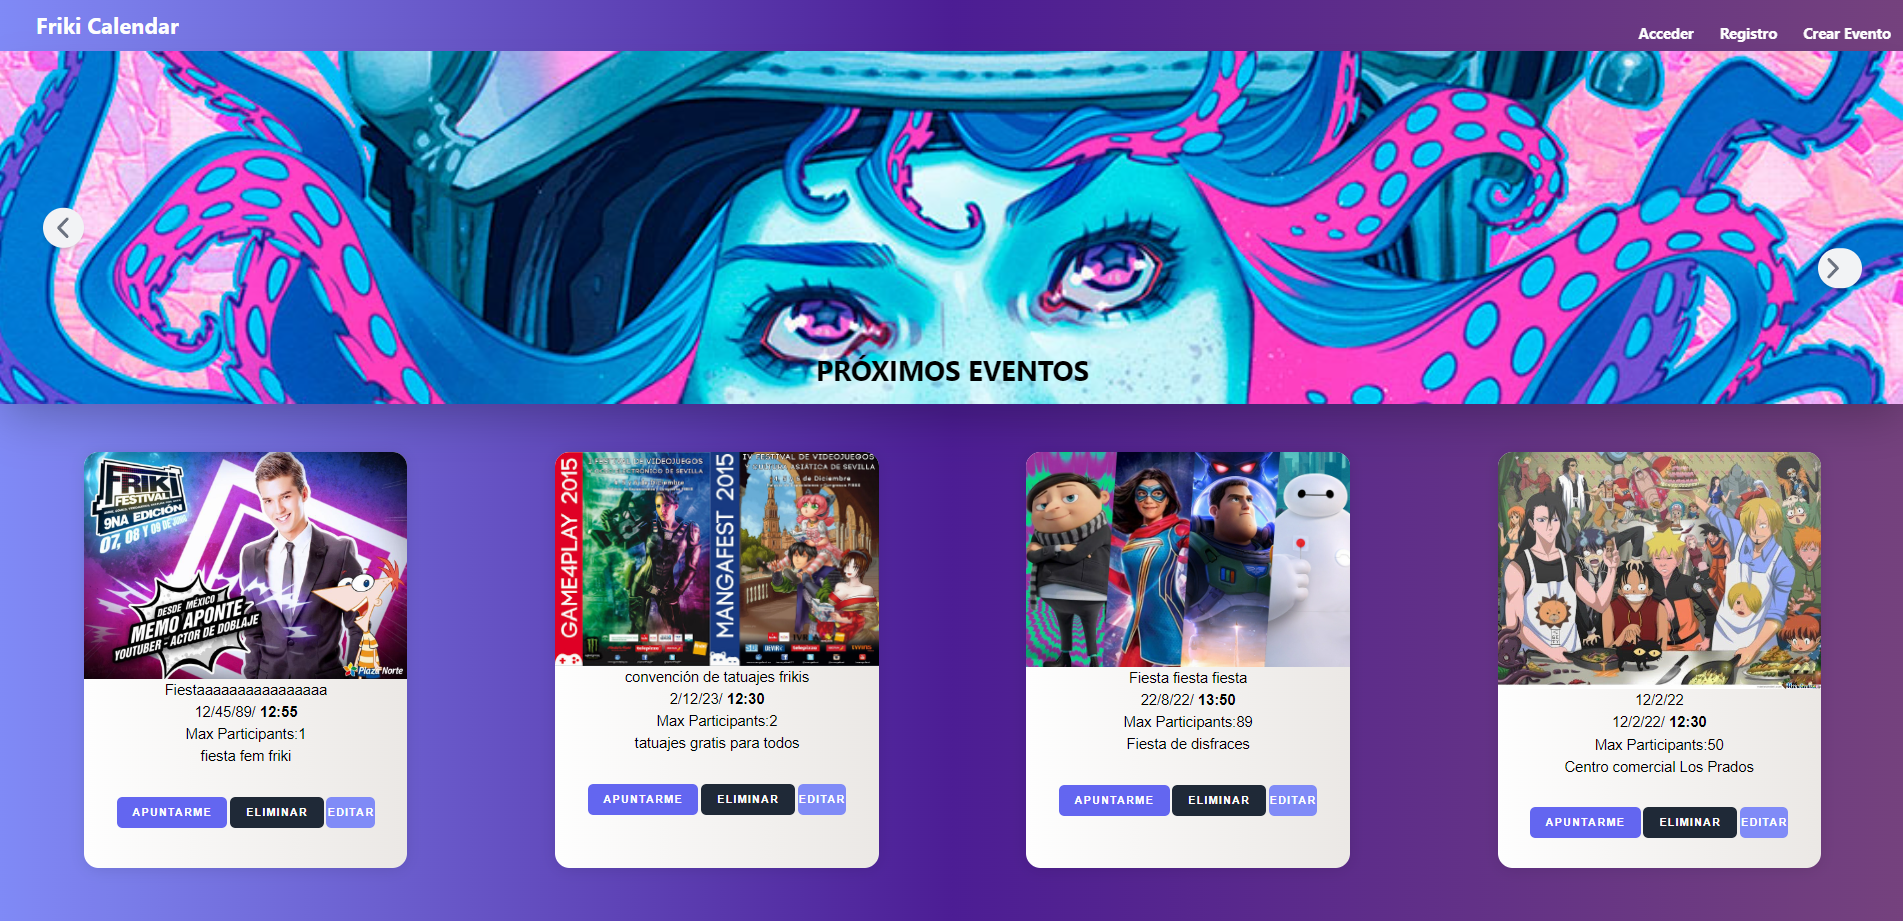 Friki Calendar
Acceder Registro Crear Evento
PRÓXIMOS EVENTOS
FRIKI
FESTIVAL
9NA EDICIÓN
07, 08 Y 09 DE JUNIO
DESDE MÉXICO
MEMO APONTE
YOUTUBER - ACTOR DE DOBLAJE
Plaza Norte
Fiestaaaaaaaaaaaaaaaaa
12/45/89/ 12:55
Max Participants:1
fiesta fem friki
APUNTARME ELIMINAR EDITAR
GAME4PLAY 2015
FESTIVAL DE VIDEOJUEGOS
MANGAFEST 2015
IV FESTIVAL DE VIDEOJUEGOS
Y CULTURA ASIÁTICA DE SEVILLA
convención de tatuajes frikis
2/12/23/ 12:30
Max Participants:2
tatuajes gratis para todos
APUNTARME ELIMINAR EDITAR
Fiesta fiesta fiesta
22/8/22/ 13:50
Max Participants:89
Fiesta de disfraces
APUNTARME ELIMINAR EDITAR
12/2/22
12/2/22/ 12:30
Max Participants:50
Centro comercial Los Prados
APUNTARME ELIMINAR EDITAR